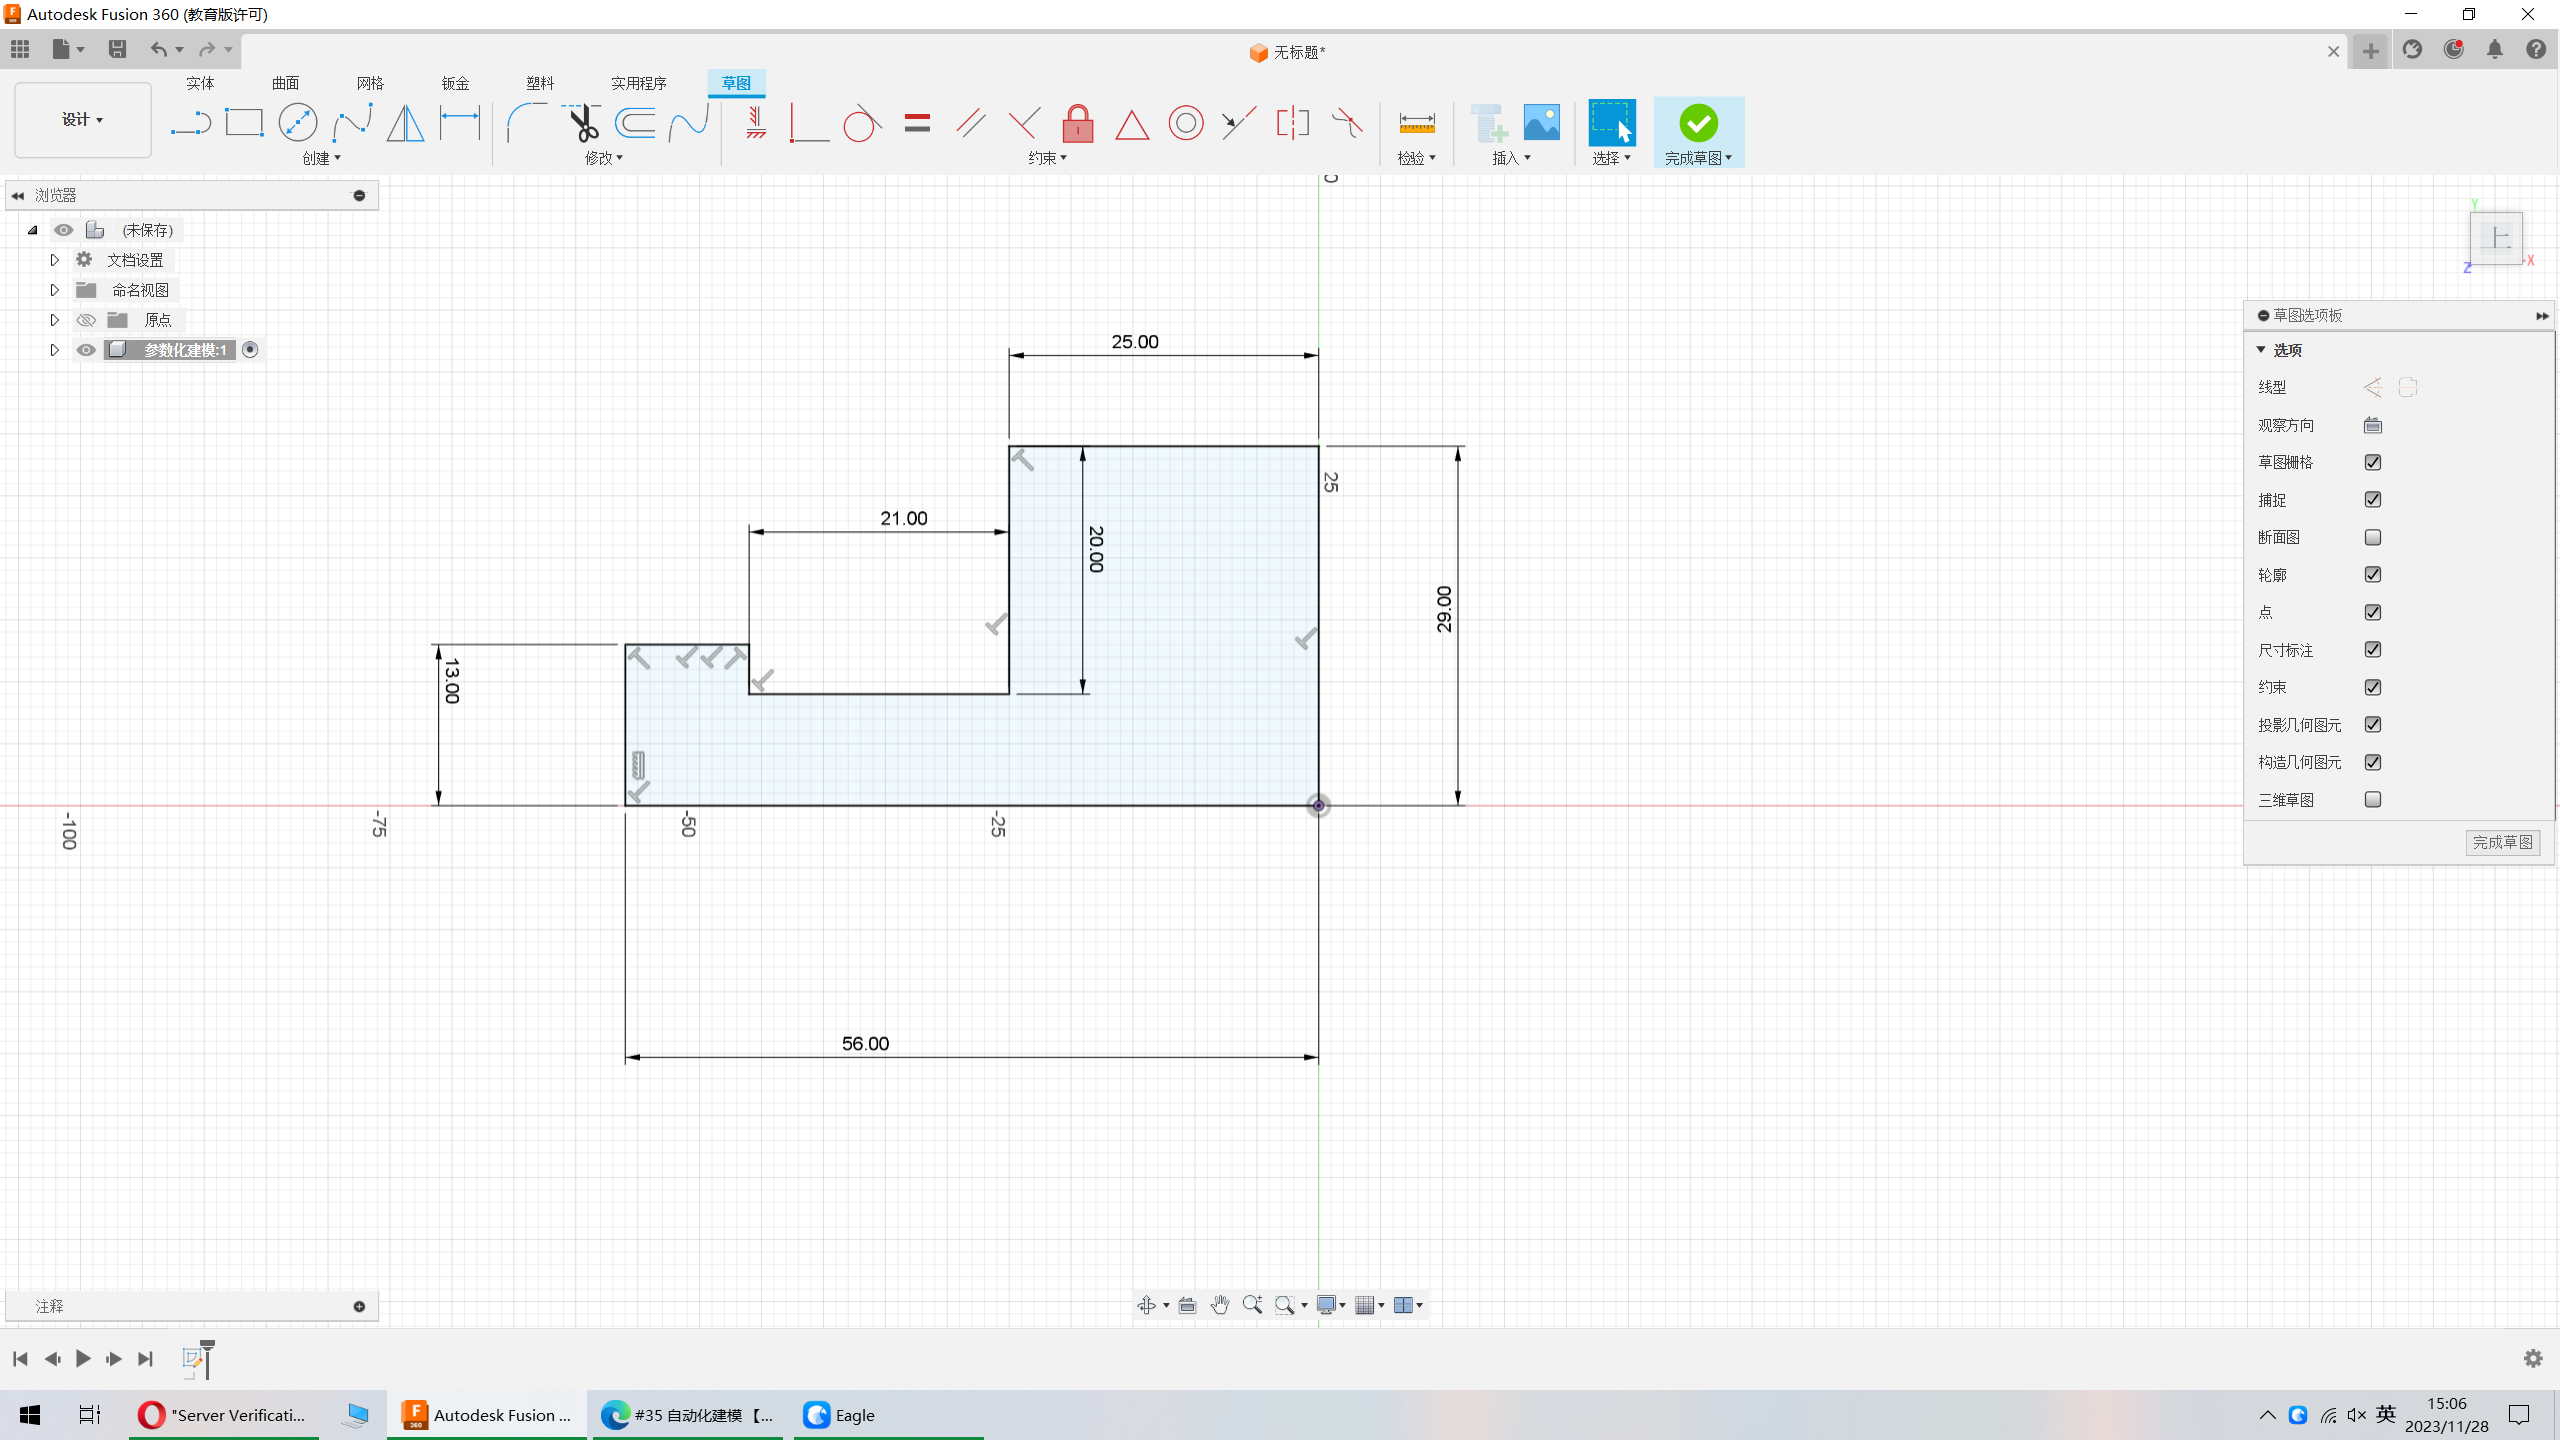 Autodesk Fusion 360 (教育版许可)
无标题*
实体
曲面
网格
钣金
塑料
实用程序
草图
设计
创建
修改
约束
检验
插入
选择
完成草图
浏览器
(未保存)
文档设置
命名视图
原点
参数化建模:1
上
Y
X
Z
0
25.00
25
21.00
20.00
29.00
13.00
-100
-75
-50
-25
56.00
草图选项板
选项
线型
观察方向
草图栅格
捕捉
断面图
轮廓
点
尺寸标注
约束
投影几何图元
构造几何图元
三维草图
完成草图
注释
"Server Verificati...
Autodesk Fusion ...
#35 自动化建模【...
Eagle
英
15:06
2023/11/28